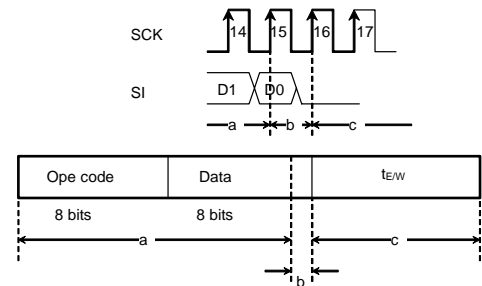 SCK 14 15 16 17
SI D1 D0
a b c
Ope code Data tE/W
8 bits 8 bits
a c
b